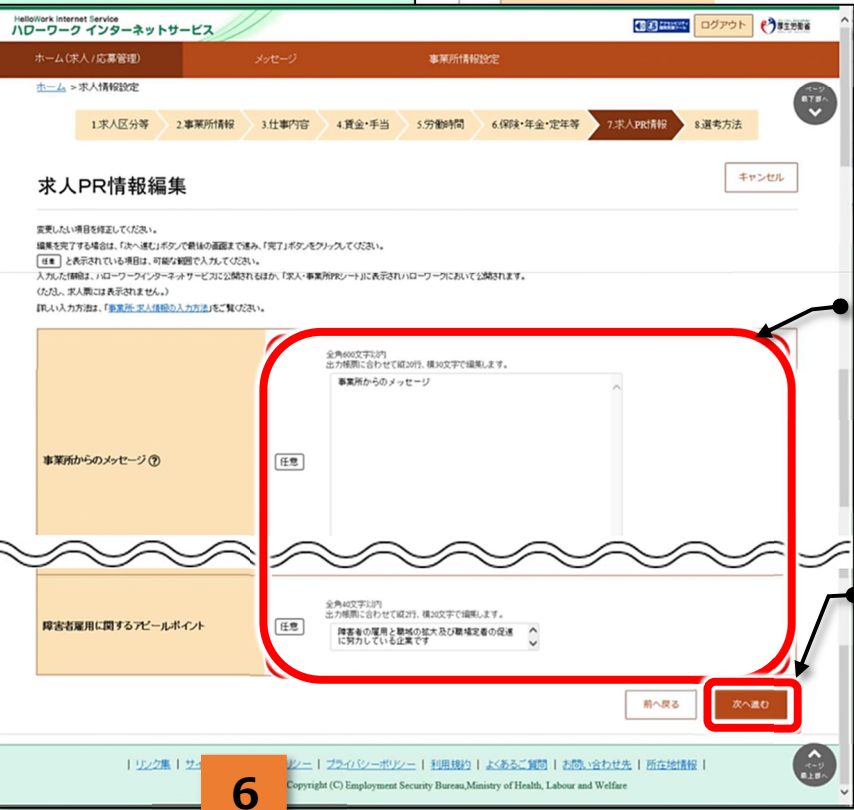 HelloWork Internet Service
ハローワーク インターネットサービス
ログアウト
厚生労働省
ホーム(求人/応募管理)
メッセージ
事業所情報設定
ホーム > 求人情報設定
ページ
最下部へ
1.求人区分等
2.事業所情報
3.仕事内容
4.賃金・手当
5.労働時間
6.保険・年金・定年等
7.求人PR情報
8.選考方法
求人PR情報編集
キャンセル
変更したい項目を修正してください。
編集を完了する場合は、「次へ進む」ボタンで最後の画面まで進み、「完了」ボタンをクリックしてください。
任意 と表示されている項目は、可能な範囲で入力してください。
入力した情報は、ハローワークインターネットサービスに公開されるほか、「求人・事業所PRシート」に表示されハローワークにおいて公開されます。
(ただし、求人票には表示されません。)
詳しい入力方法は、「事業所・求人情報の入力方法」をご覧ください。
全角600文字以内
出力帳票に合わせて縦20行、横30文字で編集します。
事業所からのメッセージ
事業所からのメッセージ ?
任意
全角40文字以内
出力帳票に合わせて縦2行、横20文字で編集します。
障害者雇用に関するアピールポイント
任意
障害者の雇用と職域の拡大及び職場定着の促進
に努力している企業です
前へ戻る
次へ進む
| リンク集 | サイ
リシー | プライバシーポリシー | 利用規約 | よくあるご質問 | お問い合わせ先 | 所在地情報 |
ページ
最上部へ
Copyright (C) Employment Security Bureau,Ministry of Health, Labour and Welfare
6